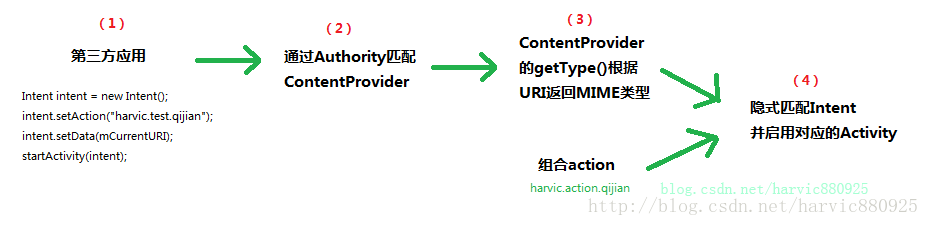 （1）
第三方应用
Intent intent = new Intent();
intent.setAction("harvic.test.qijian");
intent.setData(mCurrentURI);
startActivity(intent);
（2）
通过Authority匹配
ContentProvider
（3）
ContentProvider
的getType()根据
URI返回MIME类型
组合action
harvic.action.qijian
（4）
隐式匹配Intent
并启用对应的Activity
blog.csdn.net/harvic880925
http://blog.csdn.net/harvic880925